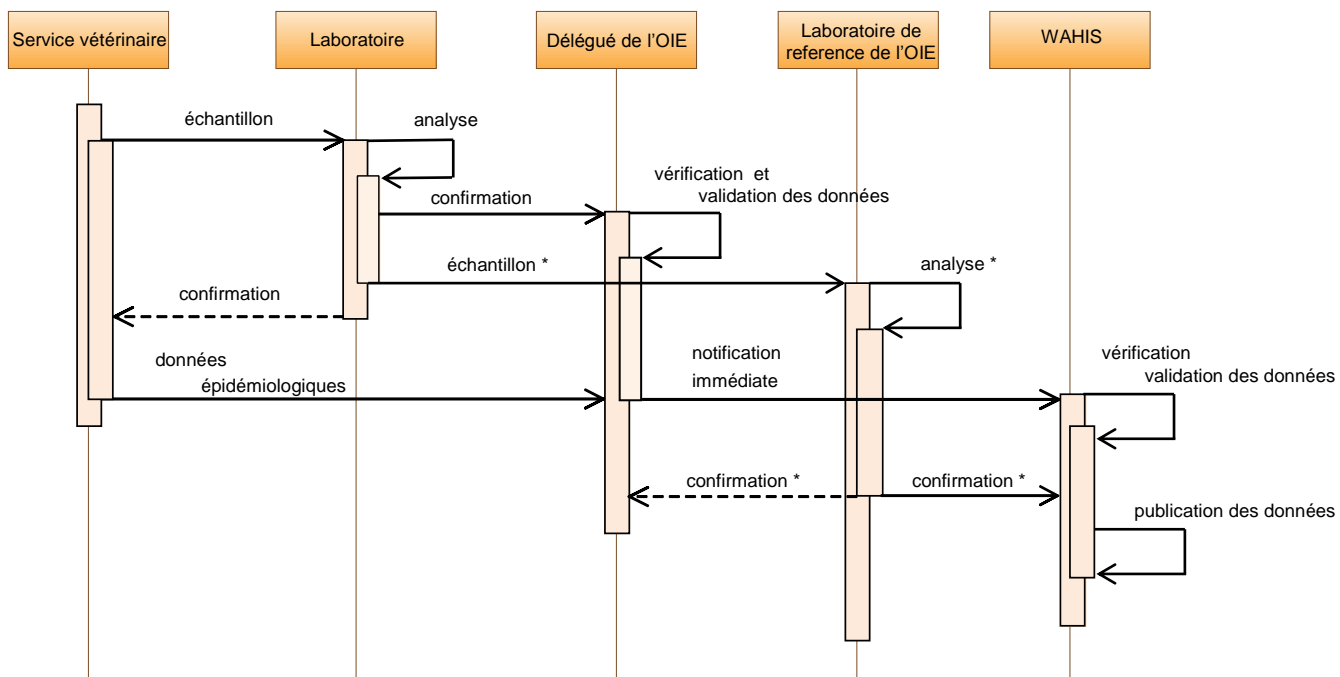 Service vétérinaire
Laboratoire
Délégué de l'OIE
Laboratoire de
reference de l'OIE
WAHIS
échantillon
analyse
vérification et
validation des données
confirmation
échantillon *
analyse *
confirmation
données
épidémiologiques
notification
immédiate
vérification
validation des données
confirmation *
confirmation *
publication des données